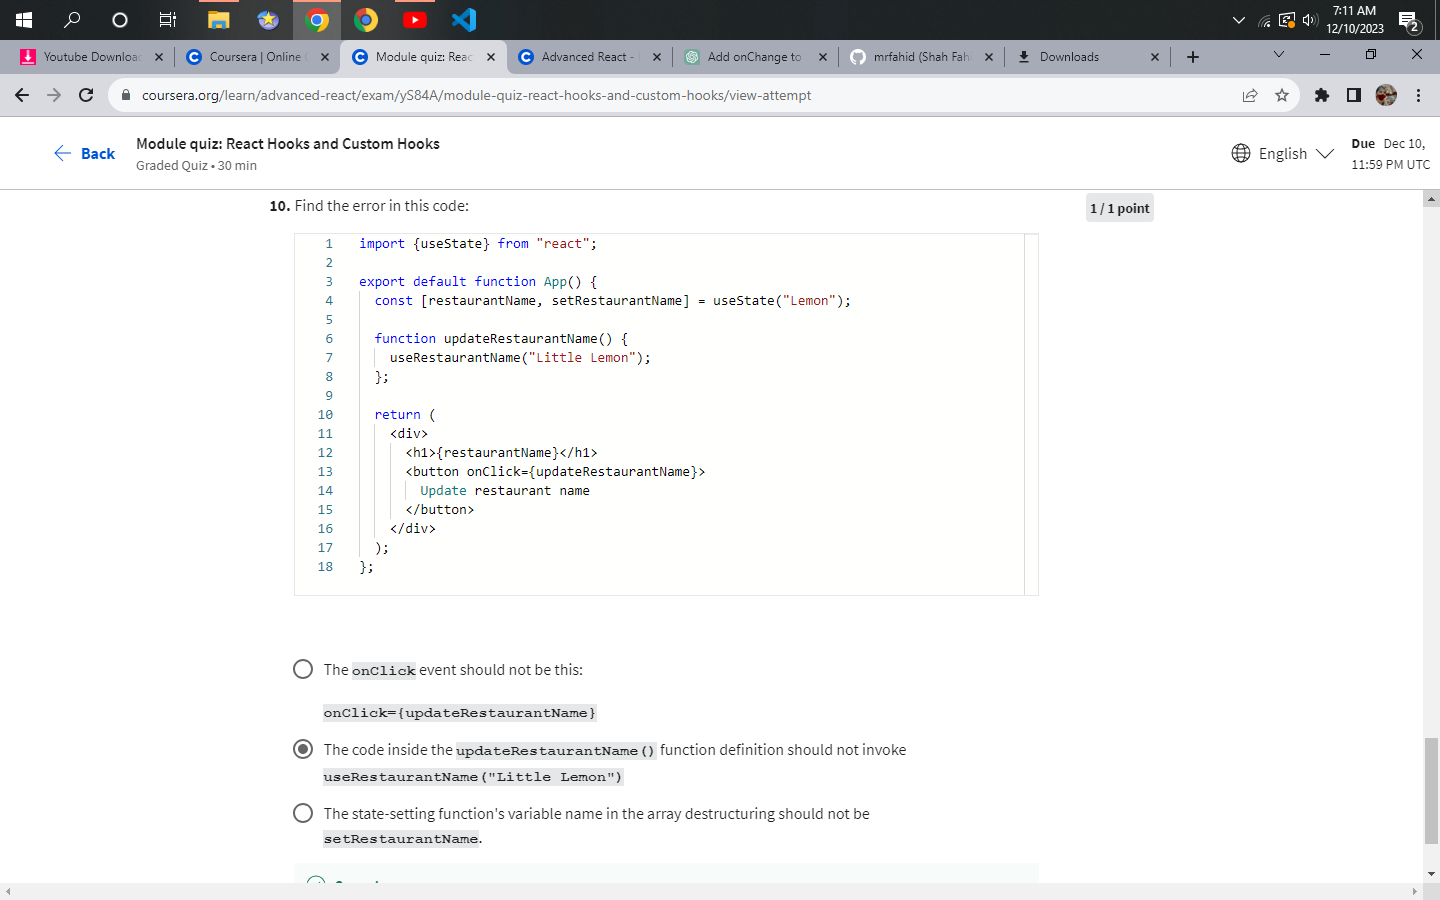 7:11 AM
12/10/2023
2
Youtube Downloa
Coursera | Online
Module quiz: Reac
Advanced React -
Add onChange to
mrfahid (Shah Fah
Downloads
coursera.org/learn/advanced-react/exam/yS84A/module-quiz-react-hooks-and-custom-hooks/view-attempt
Back
Module quiz: React Hooks and Custom Hooks
Graded Quiz • 30 min
English
Due Dec 10,
11:59 PM UTC
10. Find the error in this code:
1 / 1 point
1 import {useState} from "react";
2
3 export default function App() {
4 const [restaurantName, setRestaurantName] = useState("Lemon");
5
6 function updateRestaurantName() {
7 useRestaurantName("Little Lemon");
8 };
9
10 return (
11 <div>
12 <h1>{restaurantName}</h1>
13 <button onClick={updateRestaurantName}>
14 Update restaurant name
15 </button>
16 </div>
17 );
18 };
The onClick event should not be this:
onClick={updateRestaurantName}
The code inside the updateRestaurantName() function definition should not invoke
useRestaurantName("Little Lemon")
The state-setting function's variable name in the array destructuring should not be
setRestaurantName.